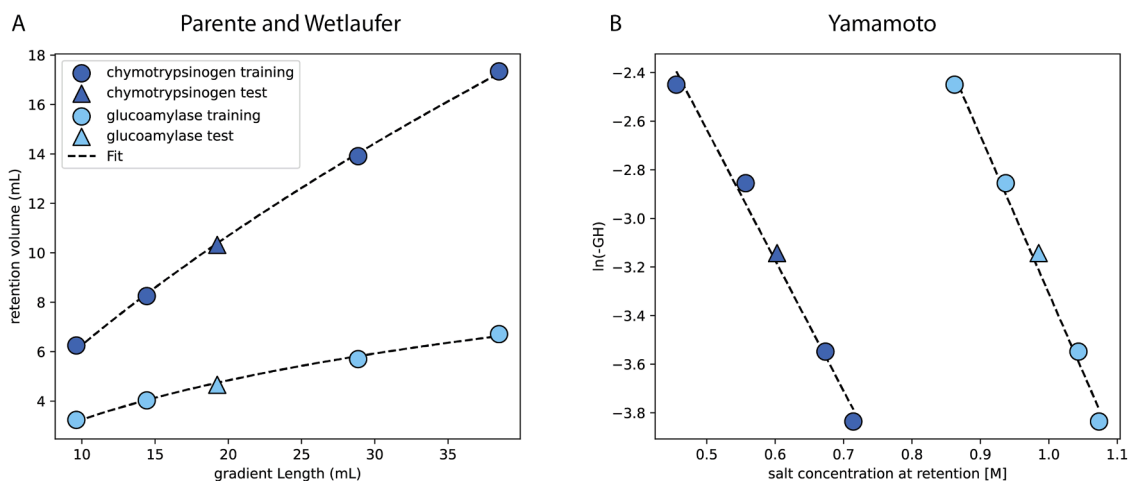 A
Parente and Wetlaufer
18
16
14
12
10
8
6
4
retention volume (mL)
chymotrypsinogen training
chymotrypsinogen test
glucoamylase training
glucoamylase test
Fit
10
15
20
25
30
35
gradient Length (mL)
B
Yamamoto
−2.4
−2.6
−2.8
−3.0
−3.2
−3.4
−3.6
−3.8
ln(-GH)
0.5
0.6
0.7
0.8
0.9
1.0
1.1
salt concentration at retention [M]